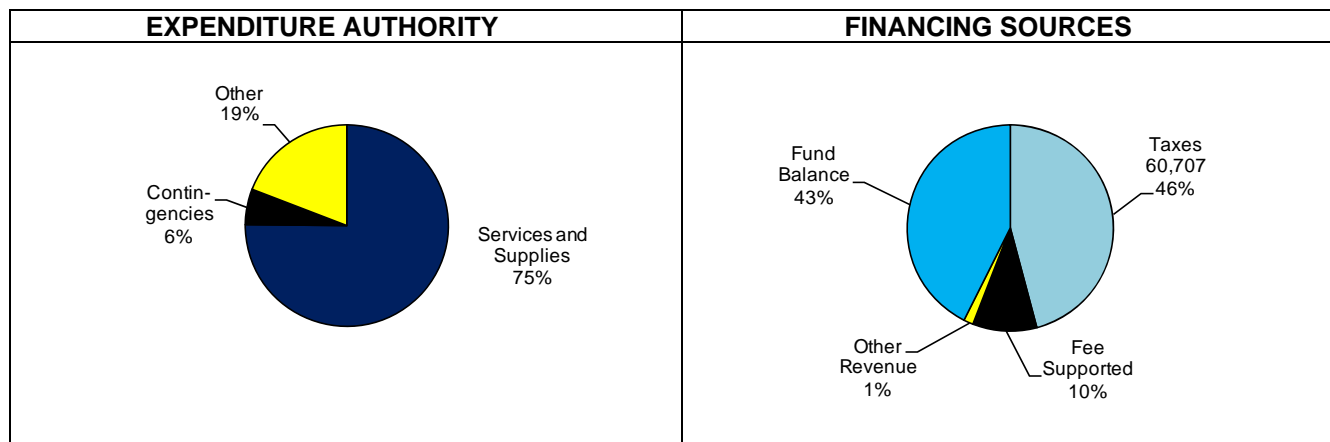 EXPENDITURE AUTHORITY
Other
19%
Contin-
gencies
6%
Services and
Supplies
75%
FINANCING SOURCES
Fund
Balance
43%
Taxes
60,707
46%
Other
Revenue
1%
Fee
Supported
10%